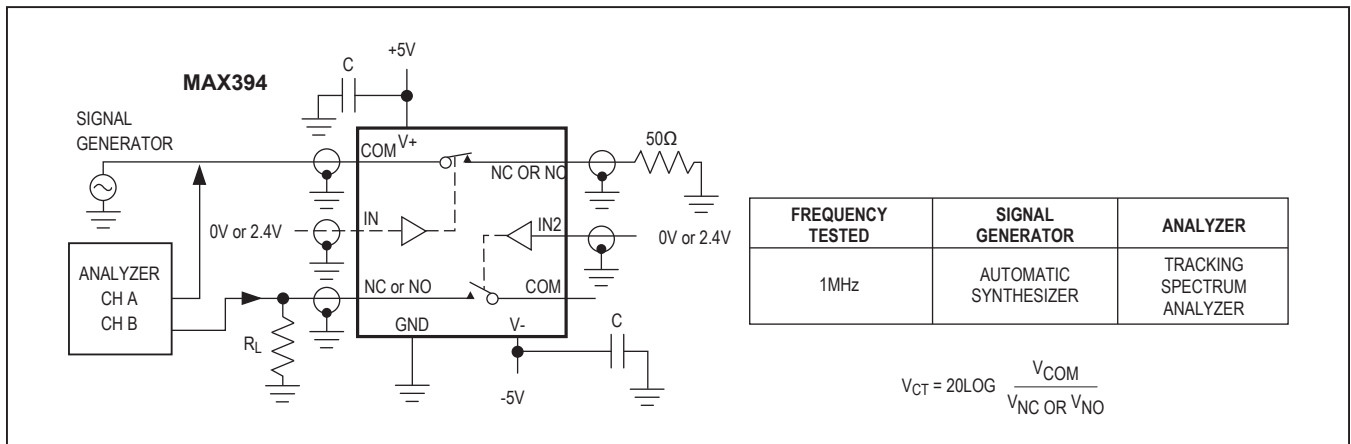 MAX394
+5V
C
SIGNAL
GENERATOR
COM
V+
50Ω
NC OR NO
IN
0V or 2.4V
IN2
0V or 2.4V
ANALYZER
CH A
CH B
NC or NO
COM
RL
GND
V-
C
-5V
FREQUENCY
TESTED
SIGNAL
GENERATOR
ANALYZER
1MHz
AUTOMATIC
SYNTHESIZER
TRACKING
SPECTRUM
ANALYZER
VCT = 20LOG VCOM
VNC OR VNO